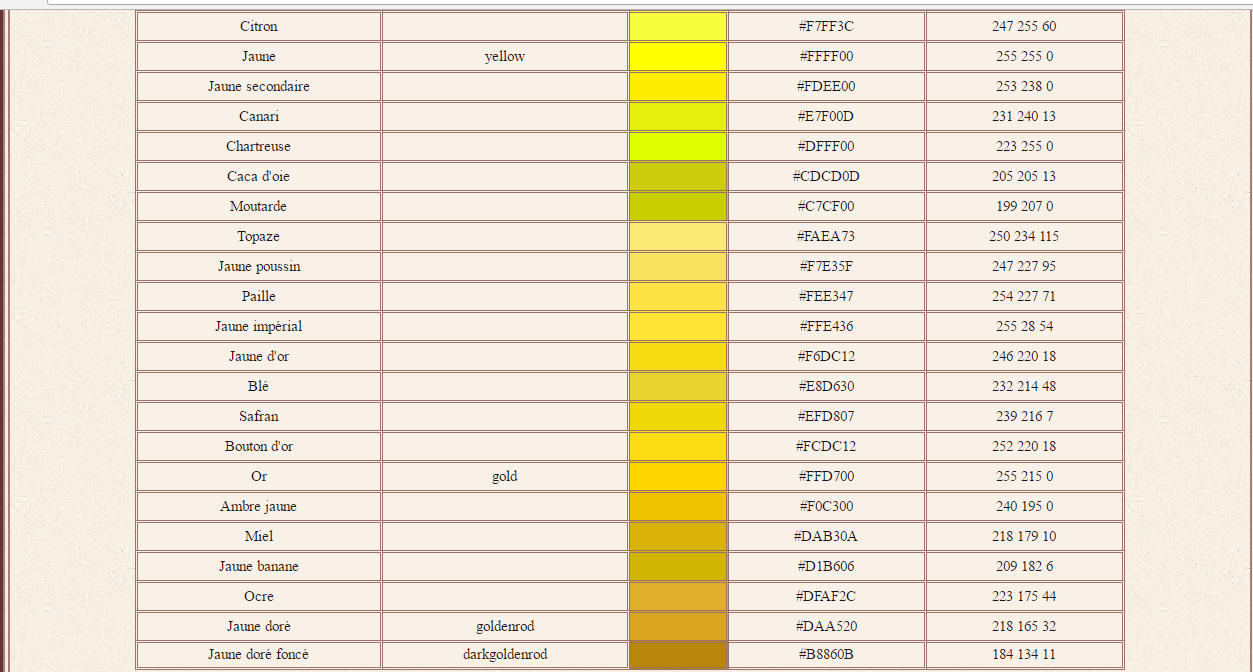 Citron #F7FF3C 247 255 60
Jaune yellow #FFFF00 255 255 0
Jaune secondaire #FDEE00 253 238 0
Canari #E7F00D 231 240 13
Chartreuse #DFFF00 223 255 0
Caca d'oie #CDCD0D 205 205 13
Moutarde #C7CF00 199 207 0
Topaze #FAEA73 250 234 115
Jaune poussin #F7E35F 247 227 95
Paille #FEE347 254 227 71
Jaune impérial #FFE436 255 28 54
Jaune d'or #F6DC12 246 220 18
Blé #E8D630 232 214 48
Safran #EFD807 239 216 7
Bouton d'or #FCDC12 252 220 18
Or gold #FFD700 255 215 0
Ambre jaune #F0C300 240 195 0
Miel #DAB30A 218 179 10
Jaune banane #D1B606 209 182 6
Ocre #DFAF2C 223 175 44
Jaune doré goldenrod #DAA520 218 165 32
Jaune doré foncé darkgoldenrod #B8860B 184 134 11